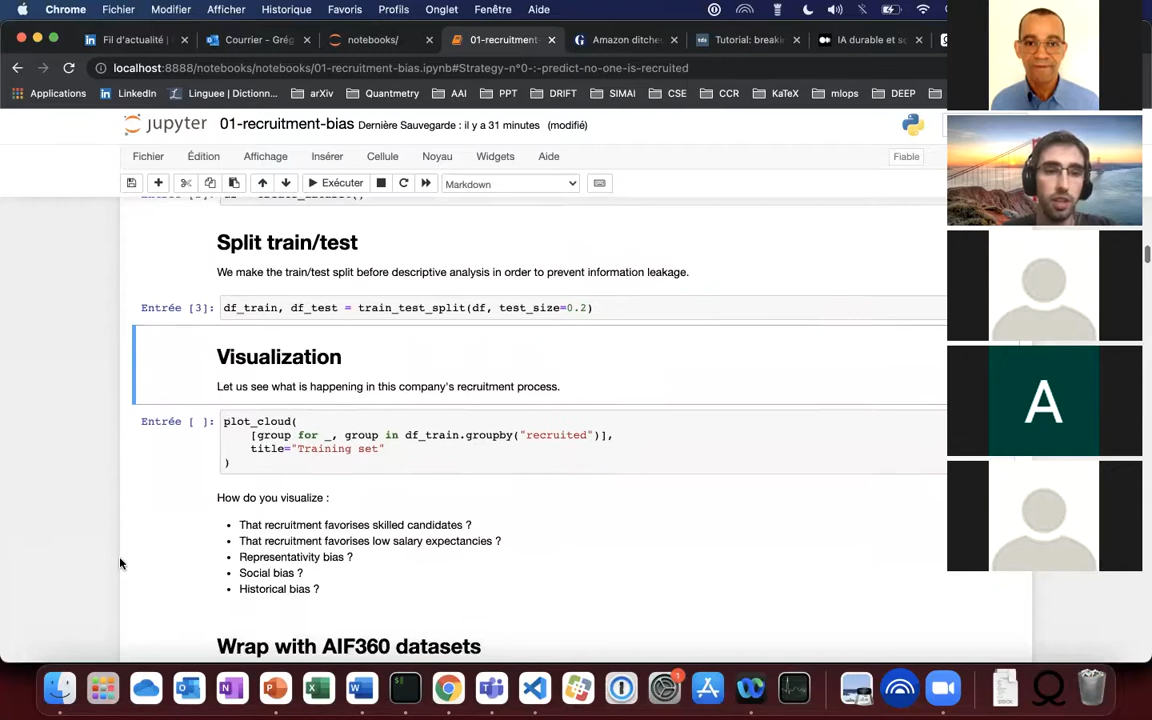 Chrome Fichier Modifier Afficher Historique Favoris Profils Onglet Fenêtre Aide
Fil d'actualité |
Courrier - Grég
notebooks/
01-recruitment-
Amazon ditche
tds Tutorial: breaki
IA durable et so
localhost:8888/notebooks/notebooks/01-recruitment-bias.ipynb#Strategy-n°0-:-predict-no-one-is-recruited
Applications LinkedIn Linguee | Dictionn... arXiv Quantmetry AAI PPT DRIFT SIMAI CSE CCR KaTeX mlops DEEP
jupyter 01-recruitment-bias Dernière Sauvegarde : il y a 31 minutes (modifié)
Fichier Édition Affichage Insérer Cellule Noyau Widgets Aide Fiable
Exécuter Markdown
Split train/test
We make the train/test split before descriptive analysis in order to prevent information leakage.
Entrée [3]: df_train, df_test = train_test_split(df, test_size=0.2)
Visualization
Let us see what is happening in this company's recruitment process.
Entrée [ ]: plot_cloud(
[group for _, group in df_train.groupby("recruited")],
title="Training set"
)
How do you visualize :
• That recruitment favorises skilled candidates ?
• That recruitment favorises low salary expectancies ?
• Representativity bias ?
• Social bias ?
• Historical bias ?
Wrap with AIF360 datasets
A
1